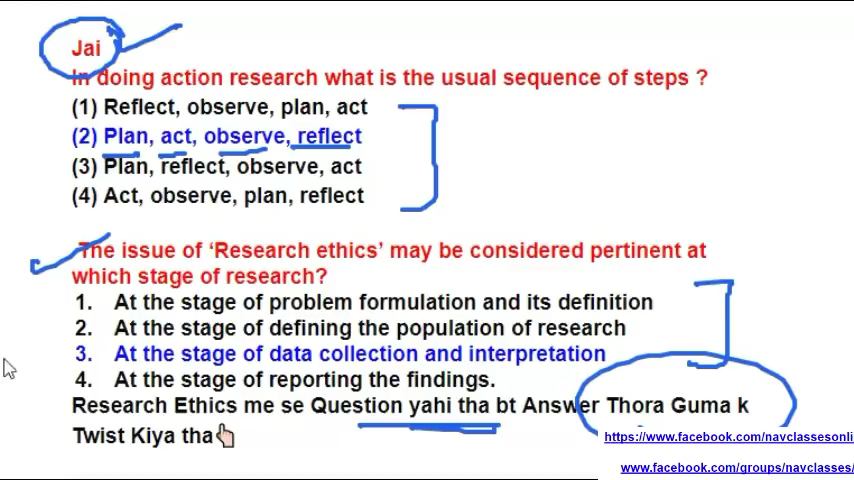 Jai
In doing action research what is the usual sequence of steps ?
(1) Reflect, observe, plan, act
(2) Plan, act, observe, reflect
(3) Plan, reflect, observe, act
(4) Act, observe, plan, reflect
The issue of ‘Research ethics’ may be considered pertinent at
which stage of research?
1. At the stage of problem formulation and its definition
2. At the stage of defining the population of research
3. At the stage of data collection and interpretation
4. At the stage of reporting the findings.
Research Ethics me se Question yahi tha bt Answer Thora Guma k
Twist Kiya tha
https://www.facebook.com/navclassesonli
www.facebook.com/groups/navclasses/